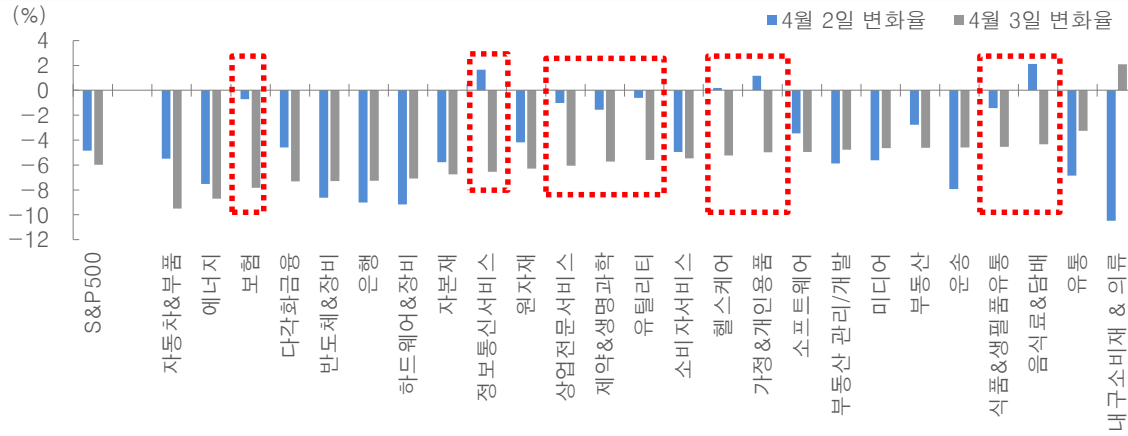 (%)
4월 2일 변화율
4월 3일 변화율
4
2
0
-2
-4
-6
-8
-10
-12
S&P500
자동차&부품
에너지
보험
다각화금융
반도체&장비
은행
하드웨어&장비
자본재
정보통신서비스
원자재
상업전문서비스
제약&생명과학
유틸리티
소비자서비스
헬스케어
가정&개인용품
소프트웨어
부동산 관리/개발
미디어
부동산
운송
식품&생필품유통
음식료&담배
유통
내구소비재 & 의류